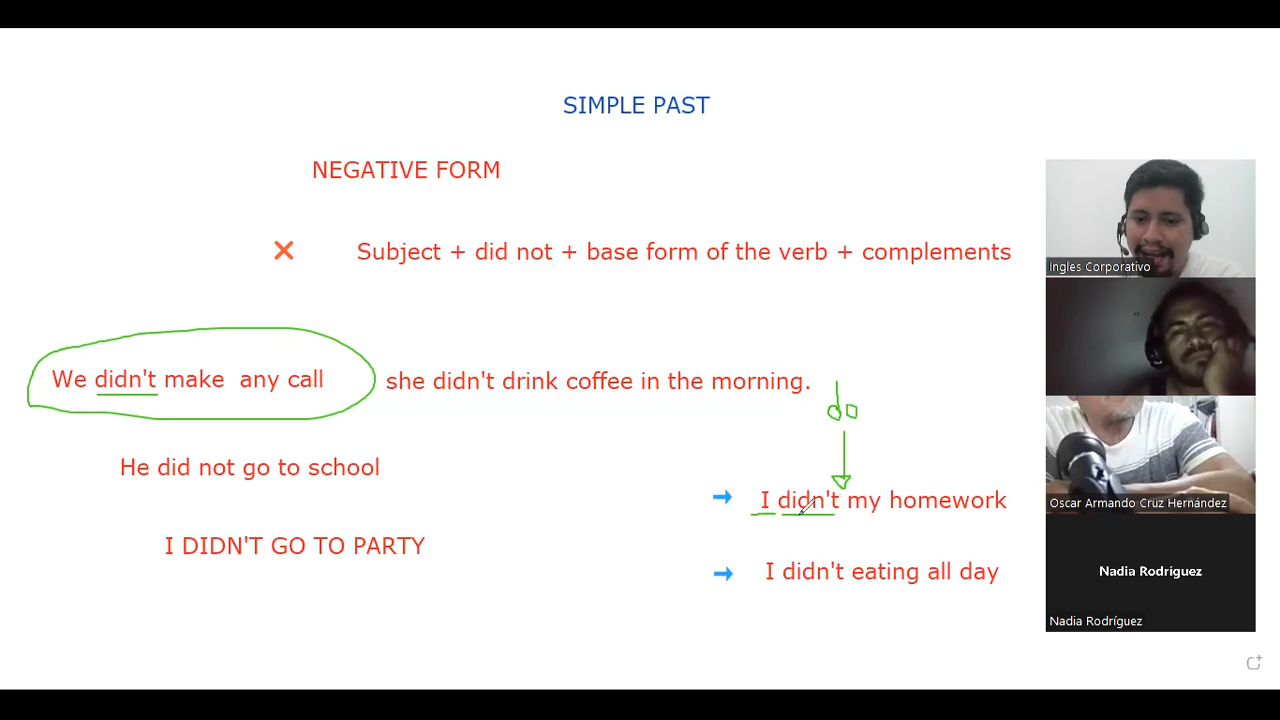 SIMPLE PAST
NEGATIVE FORM
Subject + did not + base form of the verb + complements
We didn't make any call
she didn't drink coffee in the morning.
do
He did not go to school
I didn't my homework
I DIDN'T GO TO PARTY
I didn't eating all day
Ingles Corporativo
Oscar Armando Cruz Hernández
Nadia Rodríguez
Nadia Rodríguez